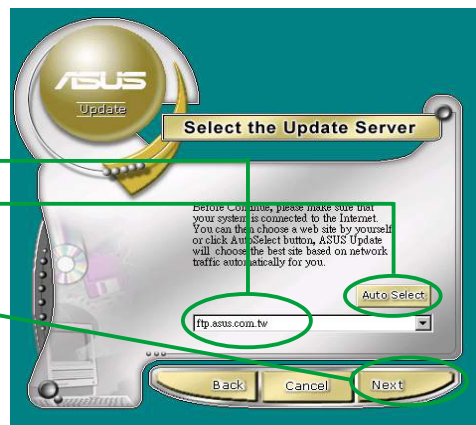 ASUS
Update
Select the Update Server
Before Continue, please make sure that
your system is connected to the Internet.
You can then choose a web site by yourself
or click AutoSelect button, ASUS Update
will choose the best site based on network
traffic automatically for you.
Auto Select
ftp.asus.com.tw
Back
Cancel
Next